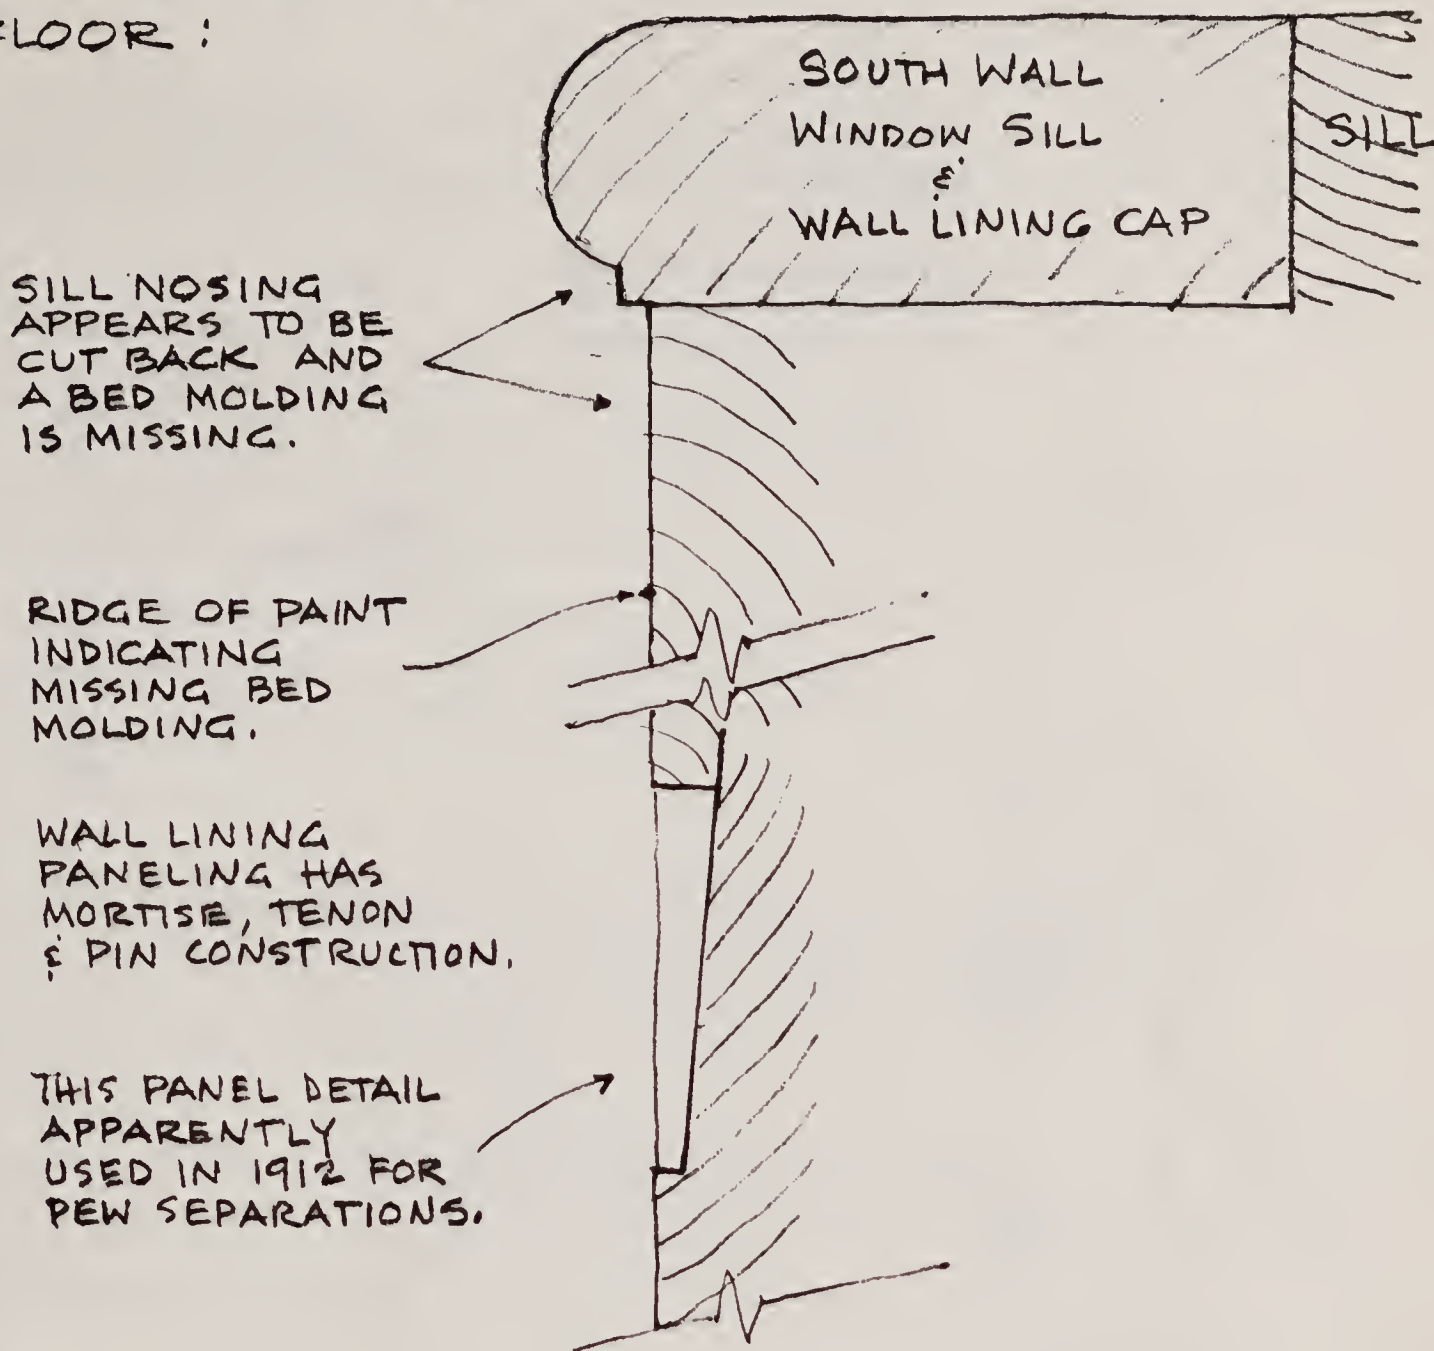 FLOOR:
SOUTH WALL
WINDOW SILL
&
WALL LINING CAP
SILL
SILL NOSING
APPEARS TO BE
CUT BACK AND
A BED MOLDING
IS MISSING.
RIDGE OF PAINT
INDICATING
MISSING BED
MOLDING.
WALL LINING
PANELING HAS
MORTISE, TENON
& PIN CONSTRUCTION.
THIS PANEL DETAIL
APPARENTLY
USED IN 1912 FOR
PEW SEPARATIONS.